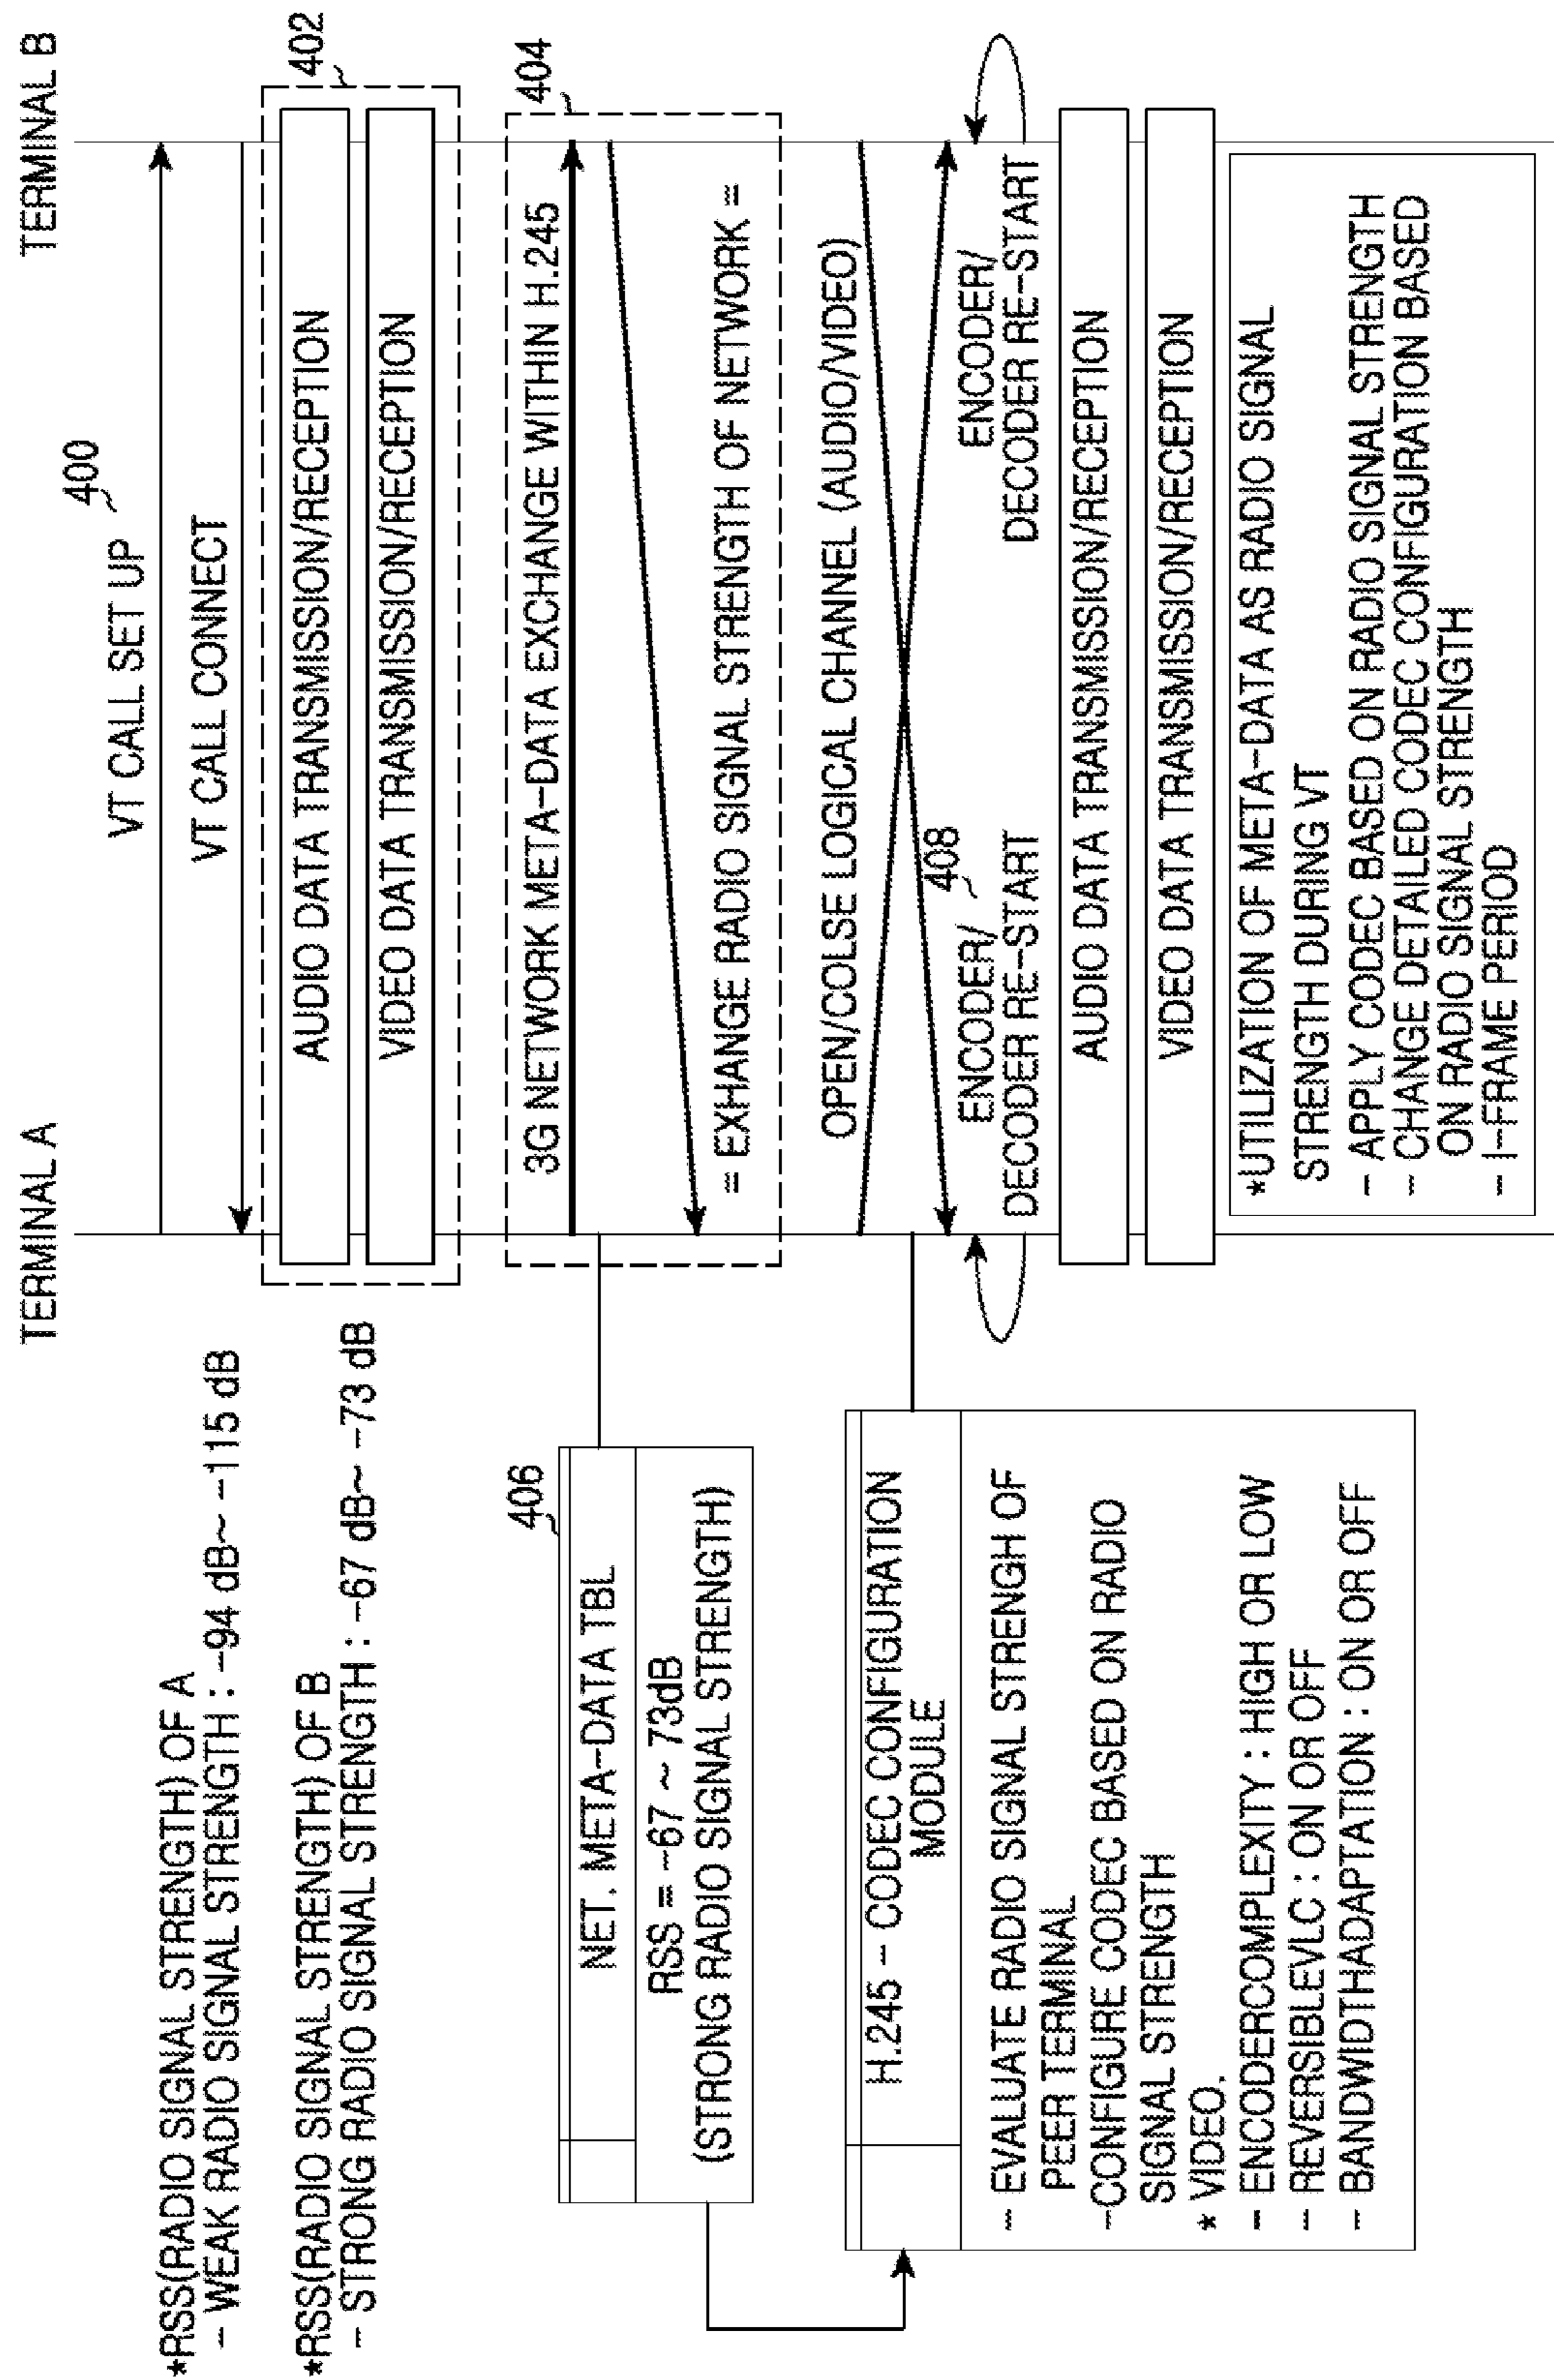 TERMINAL A
TERMINAL B
*RSS(RADIO SIGNAL STRENGTH) OF A
- WEAK RADIO SIGNAL STRENGTH : -94 dB~ -115 dB
*RSS(RADIO SIGNAL STRENGTH) OF B
- STRONG RADIO SIGNAL STRENGTH : -67 dB~ -73 dB
VT CALL SET UP
400
VT CALL CONNECT
402
AUDIO DATA TRANSMISSION/RECEPTION
VIDEO DATA TRANSMISSION/RECEPTION
404
3G NETWORK META-DATA EXCHANGE WITHIN H.245
= EXHANGE RADIO SIGNAL STRENGTH OF NETWORK =
406
NET. META-DATA TBL
RSS = -67 ~ 73dB
(STRONG RADIO SIGNAL STRENGTH)
OPEN/COLSE LOGICAL CHANNEL (AUDIO/VIDEO)
H.245 - CODEC CONFIGURATION
MODULE
- EVALUATE RADIO SIGNAL STRENGH OF
PEER TERMINAL
-CONFIGURE CODEC BASED ON RADIO
SIGNAL STRENGTH
* VIDEO.
- ENCODERCOMPLEXITY : HIGH OR LOW
- REVERSIBLEVLC : ON OR OFF
- BANDWIDTHADAPTATION : ON OR OFF
408
ENCODER/
DECODER RE-START
ENCODER/
DECODER RE-START
AUDIO DATA TRANSMISSION/RECEPTION
VIDEO DATA TRANSMISSION/RECEPTION
*UTILIZATION OF META-DATA AS RADIO SIGNAL
STRENGTH DURING VT
- APPLY CODEC BASED ON RADIO SIGNAL STRENGTH
- CHANGE DETAILED CODEC CONFIGURATION BASED
ON RADIO SIGNAL STRENGTH
- I-FRAME PERIOD